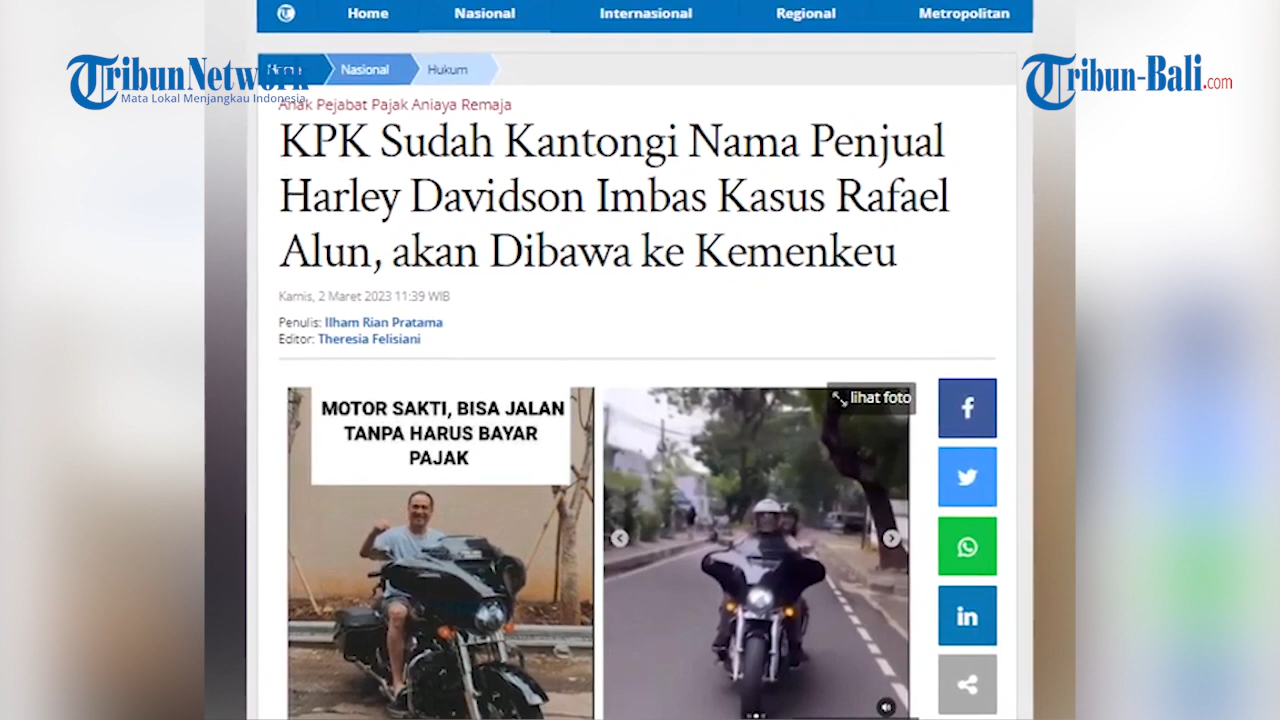 Home Nasional Internasional Regional Metropolitan
TribunNetwork
Mata Lokal Menjangkau Indonesia
Tribun-Bali.com
Home Nasional Hukum
Anak Pejabat Pajak Aniaya Remaja
KPK Sudah Kantongi Nama Penjual
Harley Davidson Imbas Kasus Rafael
Alun, akan Dibawa ke Kemenkeu
Kamis, 2 Maret 2023 11:39 WIB
Penulis: Ilham Rian Pratama
Editor: Theresia Felisiani
MOTOR SAKTI, BISA JALAN
TANPA HARUS BAYAR
PAJAK
lihat foto